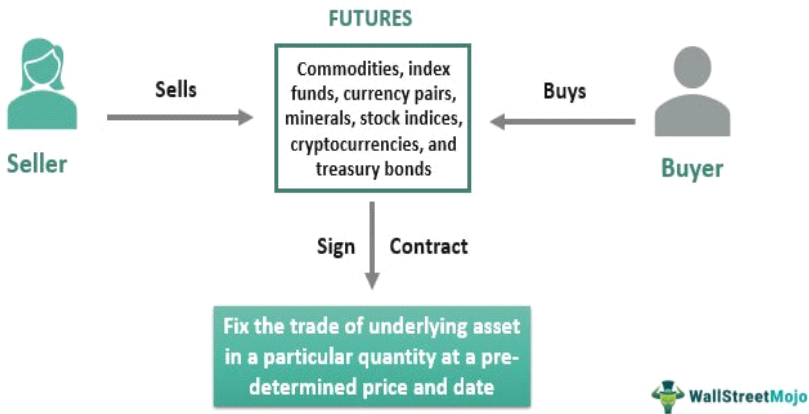 FUTURES
Commodities, index
funds, currency pairs,
minerals, stock indices,
cryptocurrencies, and
treasury bonds
Sells
Buys
Seller
Buyer
Sign Contract
Fix the trade of underlying asset
in a particular quantity at a pre-
determined price and date
WallStreetMojo